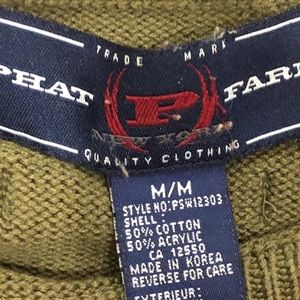 TRADE MARK
PHAT P FARM
NEW YORK
QUALITY CLOTHING
M/M
STYLE NO:PSW12303
SHELL:
50% COTTON
50% ACRYLIC
CA 12550
MADE IN KOREA
REVERSE FOR CARE
EXTERIEUR: